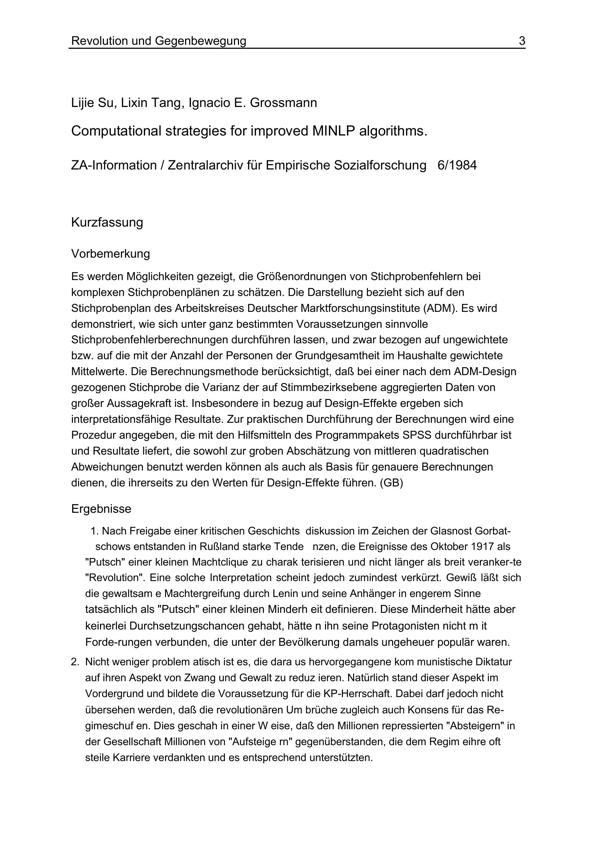 Revolution und Gegenbewegung 3
Lijie Su, Lixin Tang, Ignacio E. Grossmann
Computational strategies for improved MINLP algorithms.
ZA-Information / Zentralarchiv für Empirische Sozialforschung 6/1984
Kurzfassung
Vorbemerkung
Es werden Möglichkeiten gezeigt, die Größenordnungen von Stichprobenfehlern bei
komplexen Stichprobenplänen zu schätzen. Die Darstellung bezieht sich auf den
Stichprobenplan des Arbeitskreises Deutscher Marktforschungsinstitute (ADM). Es wird
demonstriert, wie sich unter ganz bestimmten Voraussetzungen sinnvolle
Stichprobenfehlerberechnungen durchführen lassen, und zwar bezogen auf ungewichtete
bzw. auf die mit der Anzahl der Personen der Grundgesamtheit im Haushalte gewichtete
Mittelwerte. Die Berechnungsmethode berücksichtigt, daß bei einer nach dem ADM-Design
gezogenen Stichprobe die Varianz der auf Stimmbezirksebene aggregierten Daten von
großer Aussagekraft ist. Insbesondere in bezug auf Design-Effekte ergeben sich
interpretationsfähige Resultate. Zur praktischen Durchführung der Berechnungen wird eine
Prozedur angegeben, die mit den Hilfsmitteln des Programmpakets SPSS durchführbar ist
und Resultate liefert, die sowohl zur groben Abschätzung von mittleren quadratischen
Abweichungen benutzt werden können als auch als Basis für genauere Berechnungen
dienen, die ihrerseits zu den Werten für Design-Effekte führen. (GB)
Ergebnisse
1. Nach Freigabe einer kritischen Geschichts diskussion im Zeichen der Glasnost Gorbat-
schows entstanden in Rußland starke Tende nzen, die Ereignisse des Oktober 1917 als
"Putsch" einer kleinen Machtclique zu charak terisieren und nicht länger als breit veranker-te
"Revolution". Eine solche Interpretation scheint jedoch zumindest verkürzt. Gewiß läßt sich
die gewaltsam e Machtergreifung durch Lenin und seine Anhänger in engerem Sinne
tatsächlich als "Putsch" einer kleinen Minderh eit definieren. Diese Minderheit hätte aber
keinerlei Durchsetzungschancen gehabt, hätte n ihn seine Protagonisten nicht m it
Forde-rungen verbunden, die unter der Bevölkerung damals ungeheuer populär waren.
2. Nicht weniger problem atisch ist es, die dara us hervorgegangene kom munistische Diktatur
auf ihren Aspekt von Zwang und Gewalt zu reduz ieren. Natürlich stand dieser Aspekt im
Vordergrund und bildete die Voraussetzung für die KP-Herrschaft. Dabei darf jedoch nicht
übersehen werden, daß die revolutionären Um brüche zugleich auch Konsens für das Re-
gimeschuf en. Dies geschah in einer W eise, daß den Millionen repressierten "Absteigern" in
der Gesellschaft Millionen von "Aufsteige rn" gegenüberstanden, die dem Regim eihre oft
steile Karriere verdankten und es entsprechend unterstützten.